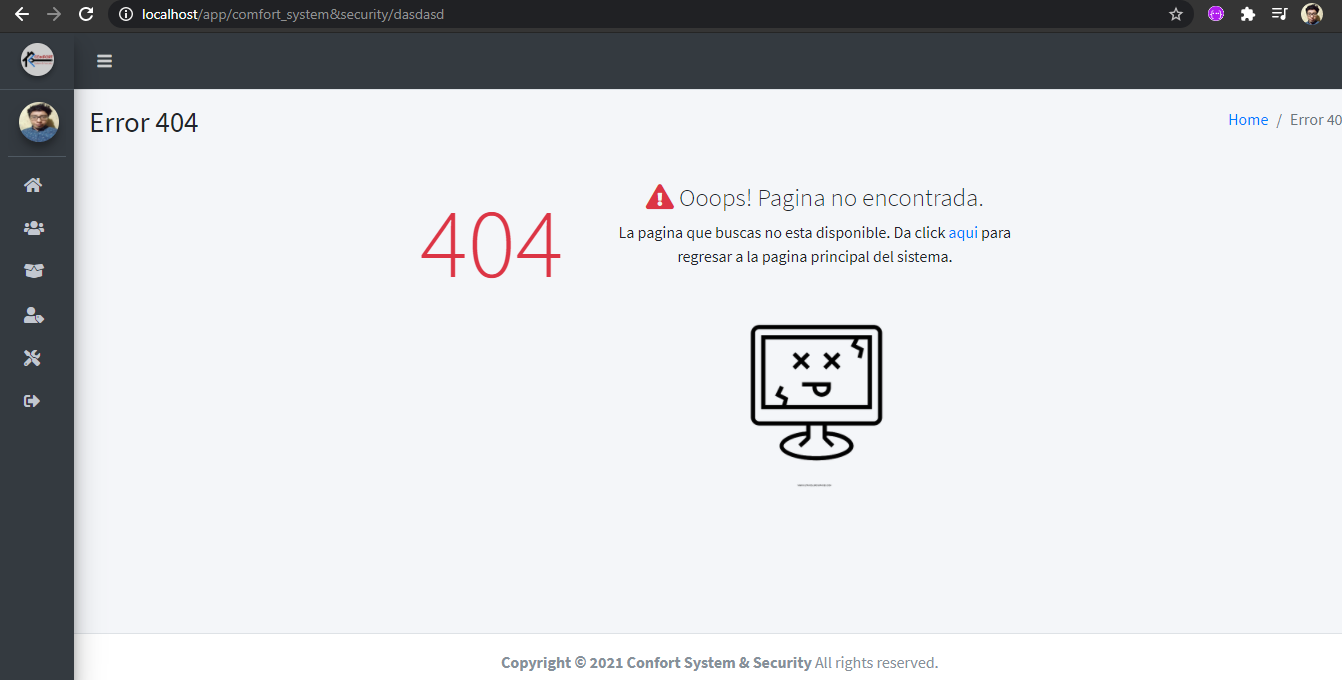 localhost/app/comfort_system&security/dasdasd
Error 404
Home / Error 40
404
Ooops! Pagina no encontrada.
La pagina que buscas no esta disponible. Da click aqui para
regresar a la pagina principal del sistema.
Copyright © 2021 Confort System & Security All rights reserved.